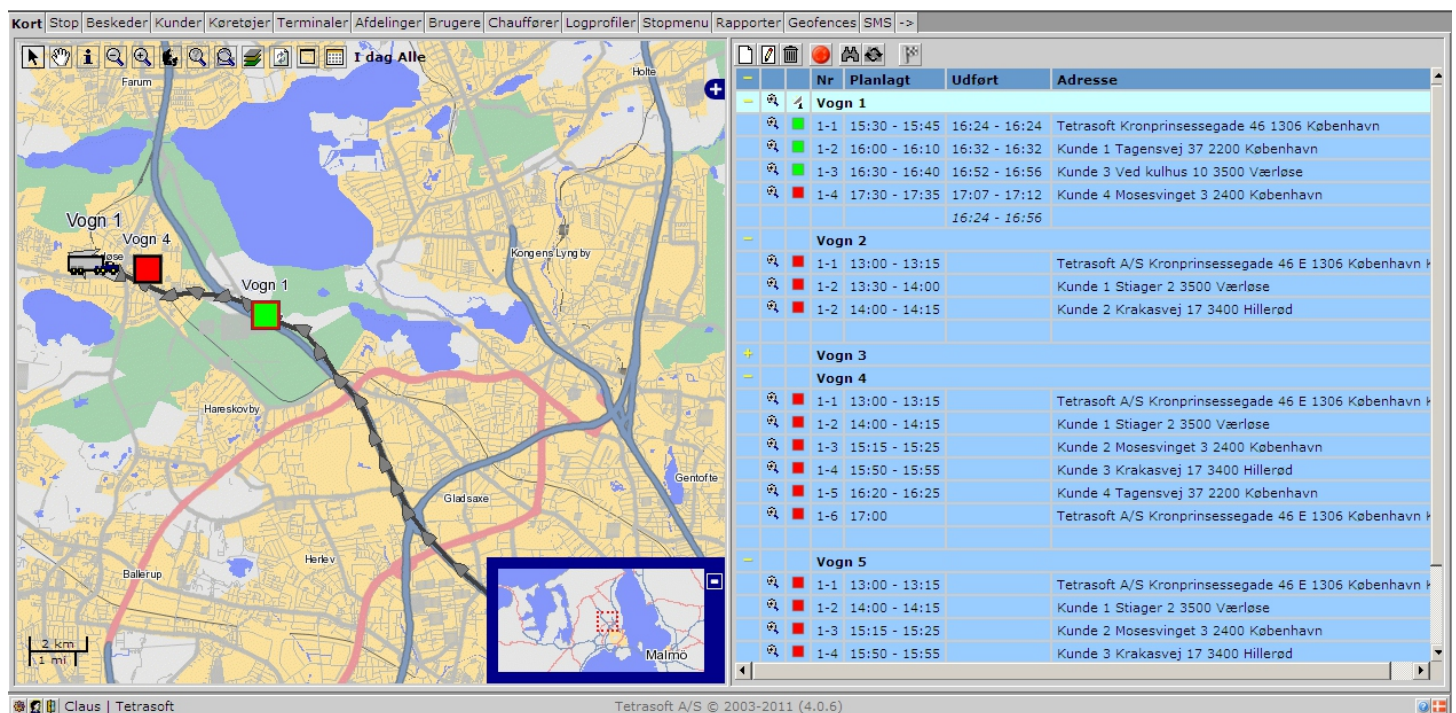 Kort Stop Beskeder Kunder Køretøjer Terminaler Afdelinger Brugere Chauffører Logprofiler Stopmenu Rapporter Geofences SMS ->
I dag Alle
Farum
Holte
Vogn 1
Vogn 4
Kongens Lyngby
Vogn 1
Hareskovby
Gentofte
Gladsaxe
Herlev
Ballerup
2 km
1 mi
Malmö
Nr Planlagt Udført Adresse
Vogn 1
1-1 15:30 - 15:45 16:24 - 16:24 Tetrasoft Kronprinsessegade 46 1306 København
1-2 16:00 - 16:10 16:32 - 16:32 Kunde 1 Tagensvej 37 2200 København
1-3 16:30 - 16:40 16:52 - 16:56 Kunde 3 Ved kulhus 10 3500 Værløse
1-4 17:30 - 17:35 17:07 - 17:12 Kunde 4 Mosesvinget 3 2400 København
16:24 - 16:56
Vogn 2
1-1 13:00 - 13:15 Tetrasoft A/S Kronprinsessegade 46 E 1306 København
1-2 13:30 - 14:00 Kunde 1 Stiager 2 3500 Værløse
1-2 14:00 - 14:15 Kunde 2 Krakasvej 17 3400 Hillerød
Vogn 3
Vogn 4
1-1 13:00 - 13:15 Tetrasoft A/S Kronprinsessegade 46 E 1306 København
1-2 14:00 - 14:15 Kunde 1 Stiager 2 3500 Værløse
1-3 15:15 - 15:25 Kunde 2 Mosesvinget 3 2400 København
1-4 15:50 - 15:55 Kunde 3 Krakasvej 17 3400 Hillerød
1-5 16:20 - 16:25 Kunde 4 Tagensvej 37 2200 København
1-6 17:00 Tetrasoft A/S Kronprinsessegade 46 E 1306 København
Vogn 5
1-1 13:00 - 13:15 Tetrasoft A/S Kronprinsessegade 46 E 1306 København
1-2 14:00 - 14:15 Kunde 1 Stiager 2 3500 Værløse
1-3 15:15 - 15:25 Kunde 2 Mosesvinget 3 2400 København
1-4 15:50 - 15:55 Kunde 3 Krakasvej 17 3400 Hillerød
Claus | Tetrasoft
Tetrasoft A/S © 2003-2011 (4.0.6)